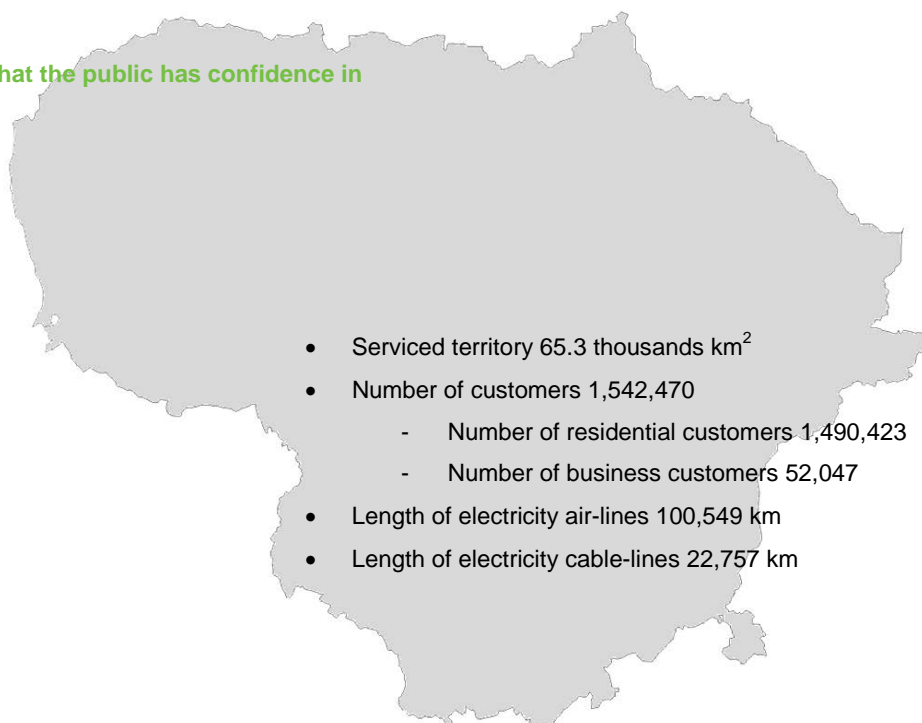 hat the public has confidence in
• Serviced territory 65.3 thousands km²
• Number of customers 1,542,470
- Number of residential customers 1,490,423
- Number of business customers 52,047
• Length of electricity air-lines 100,549 km
• Length of electricity cable-lines 22,757 km